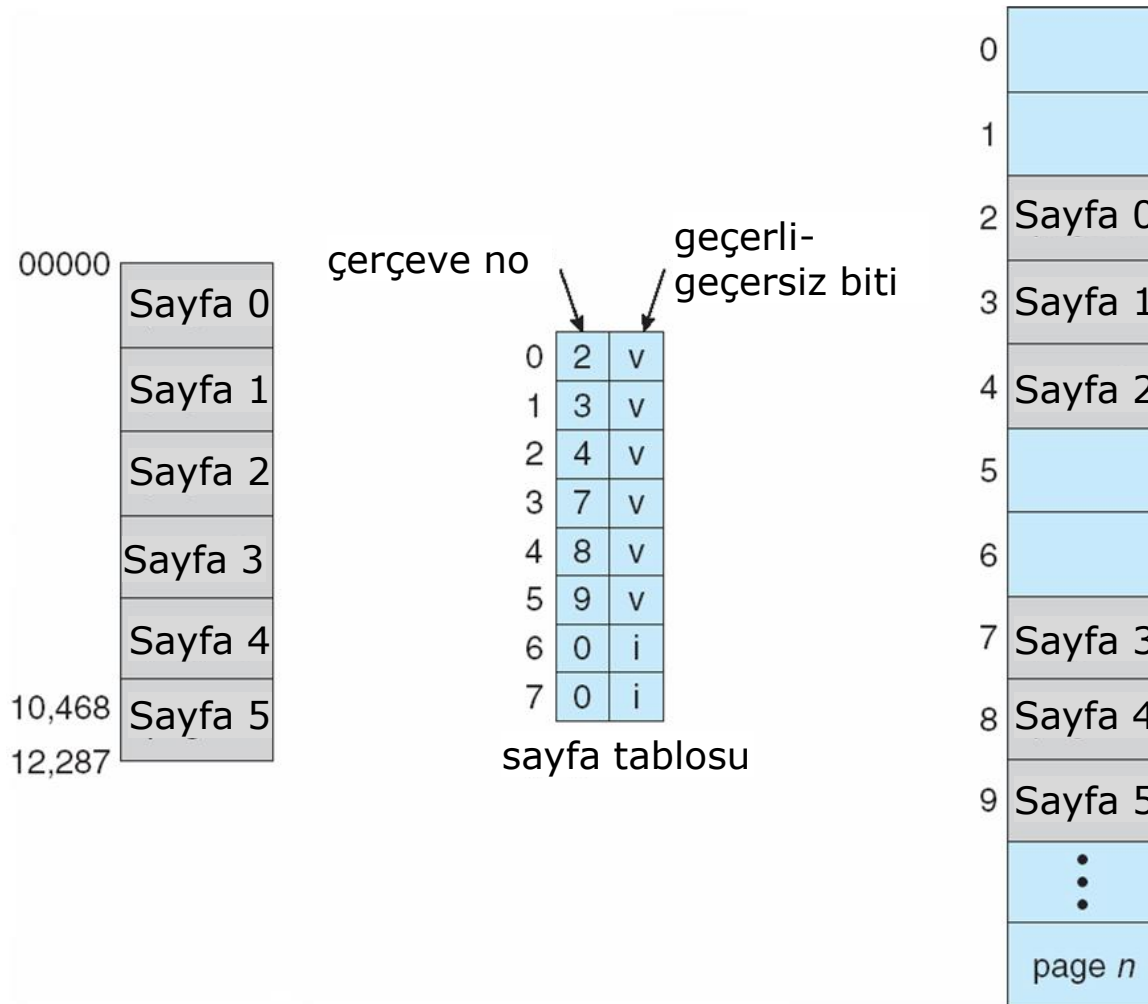 00000
Sayfa 0
Sayfa 1
Sayfa 2
Sayfa 3
Sayfa 4
10,468
Sayfa 5
12,287
çerçeve no
geçerli-
geçersiz biti
0 2 v
1 3 v
2 4 v
3 7 v
4 8 v
5 9 v
6 0 i
7 0 i
sayfa tablosu
0
1
2 Sayfa 0
3 Sayfa 1
4 Sayfa 2
5
6
7 Sayfa 3
8 Sayfa 4
9 Sayfa 5
page n